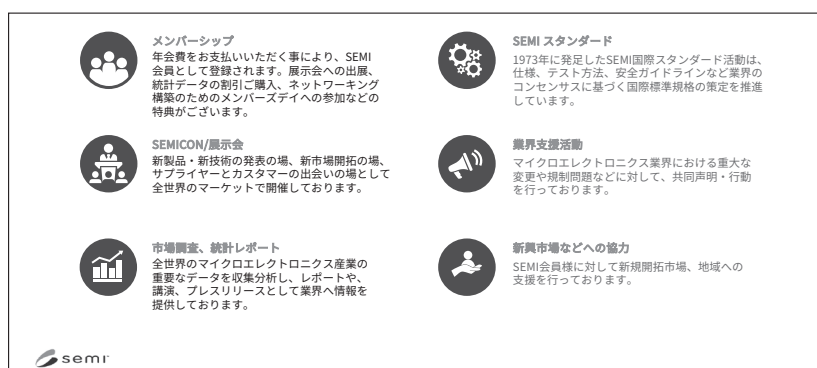 メンバーシップ
年会費をお支払いいただく事により、SEMI
会員として登録されます。展示会への出展、
統計データの割引ご購入、ネットワーキング
構築のためのメンバーズデイへの参加などの
特典がございます。
SEMICON/展示会
新製品・新技術の発表の場、新市場開拓の場、
サプライヤーとカスタマーの出会いの場として
全世界のマーケットで開催しております。
市場調査、統計レポート
全世界のマイクロエレクトロニクス産業の
重要なデータを収集分析し、レポートや、
講演、プレスリリースとして業界へ情報を
提供しております。
SEMI スタンダード
1973年に発足したSEMI国際スタンダード活動は、
仕様、テスト方法、安全ガイドラインなど業界の
コンセンサスに基づく国際標準規格の策定を推進
しています。
業界支援活動
マイクロエレクトロニクス業界における重大な
変更や規制問題などに対して、共同声明・行動
を行っております。
新興市場などへの協力
SEMI会員様に対して新規開拓市場、地域への
支援を行っております。
semi